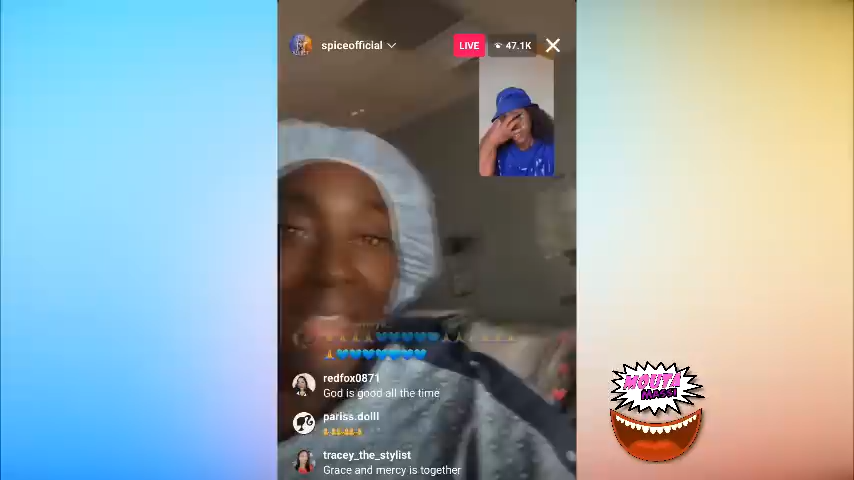 spiceofficial
LIVE
47.1K
redfox0871
God is good all the time
pariss.dolll
tracey_the_stylist
Grace and mercy is together
MOUTA
MASSI